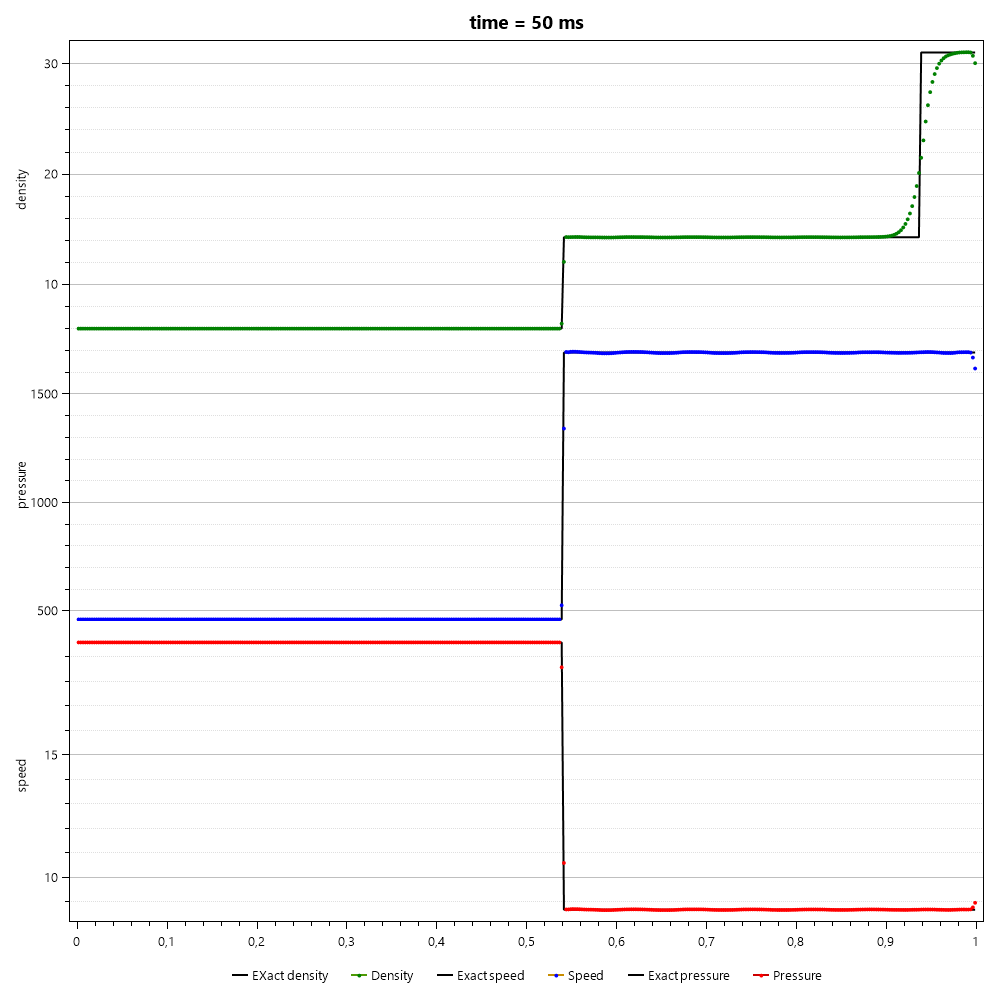 time = 50 ms
density
30
20
10
pressure
1500
1000
500
speed
15
10
0 0,1 0,2 0,3 0,4 0,5 0,6 0,7 0,8 0,9 1
EXact density Density Exact speed Speed Exact pressure Pressure